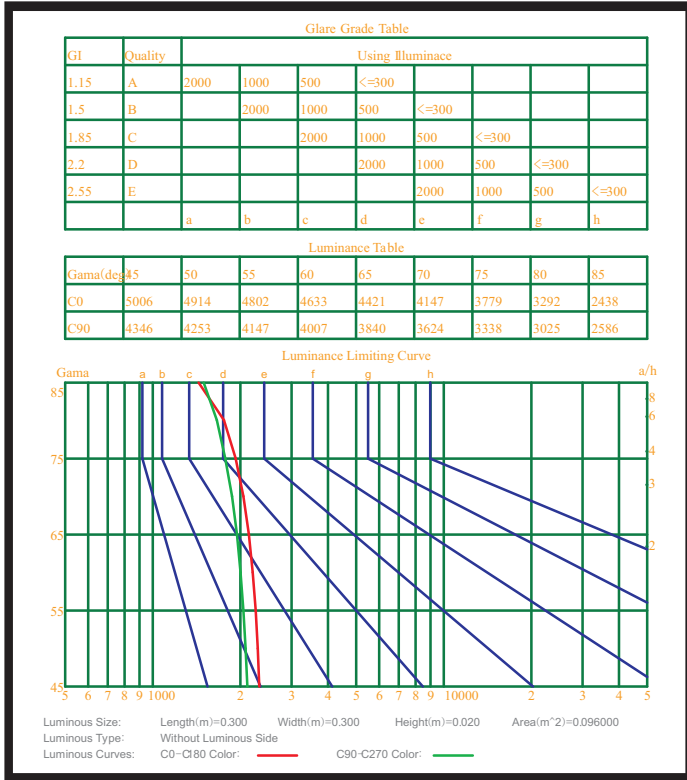 Glare Grade Table
GI Quality Using Illuminace
1.15 A 2000 1000 500 <=300
1.5 B 2000 1000 500 <=300
1.85 C 2000 1000 500 <=300
2.2 D 2000 1000 500 <=300
2.55 E 2000 1000 500 <=300
a b c d e f g h
Luminance Table
Gama(deg) 45 50 55 60 65 70 75 80 85
C0 5006 4914 4802 4633 4421 4147 3779 3292 2438
C90 4346 4253 4147 4007 3840 3624 3338 3025 2586
Luminance Limiting Curve
Gama a b c d e f g h a/h
85 8
6
75 4
3
65 2
55
45
5 6 7 8 9 1000 2 3 4 5 6 7 8 9 10000 2 3 4 5
Luminous Size: Length(m)=0.300 Width(m)=0.300 Height(m)=0.020 Area(m^2)=0.096000
Luminous Type: Without Luminous Side
Luminous Curves: C0-C180 Color: C90-C270 Color: